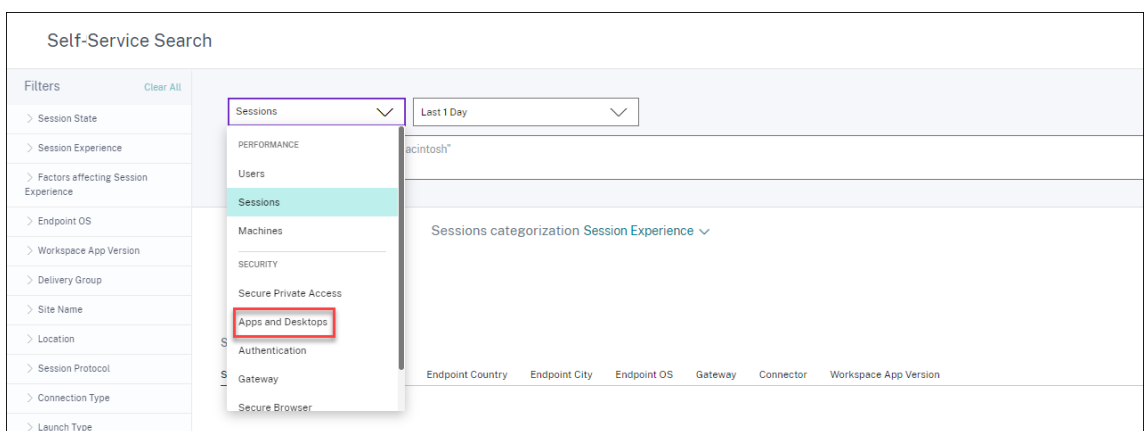 Self-Service Search
Filters
Clear All
Session State
Session Experience
Factors affecting Session
Experience
Endpoint OS
Workspace App Version
Delivery Group
Site Name
Location
Session Protocol
Connection Type
Launch Type
Sessions
Last 1 Day
acintosh"
PERFORMANCE
Users
Sessions
Machines
SECURITY
Secure Private Access
Apps and Desktops
Authentication
Gateway
Secure Browser
Sessions categorization Session Experience
S
S
Endpoint Country Endpoint City Endpoint OS Gateway Connector Workspace App Version